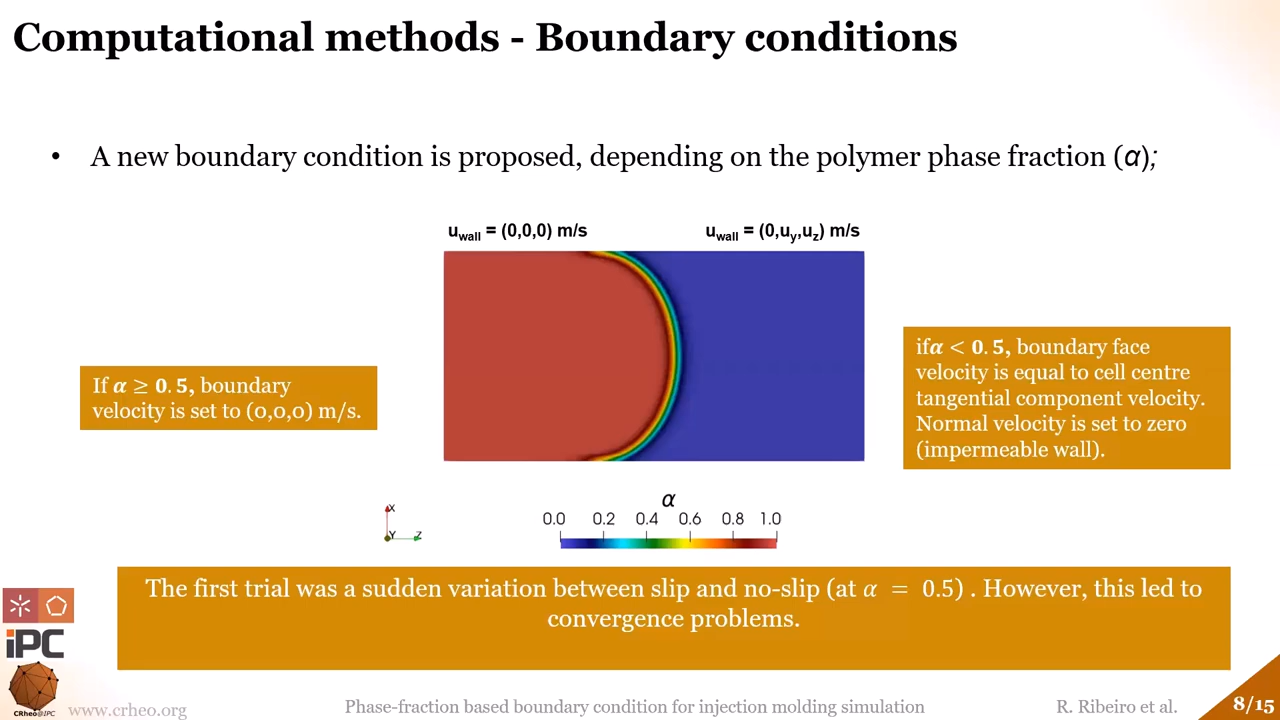 Computational methods - Boundary conditions
• A new boundary condition is proposed, depending on the polymer phase fraction (α);
u_wall = (0,0,0) m/s
u_wall = (0,u_y,u_z) m/s
If α ≥ 0.5, boundary
velocity is set to (0,0,0) m/s.
ifα < 0.5, boundary face
velocity is equal to cell centre
tangential component velocity.
Normal velocity is set to zero
(impermeable wall).
α
0.0 0.2 0.4 0.6 0.8 1.0
X
Y Z
The first trial was a sudden variation between slip and no-slip (at α = 0.5) . However, this led to
convergence problems.
iPC
CRheo@IPC
www.crheo.org
Phase-fraction based boundary condition for injection molding simulation
R. Ribeiro et al.
8/15